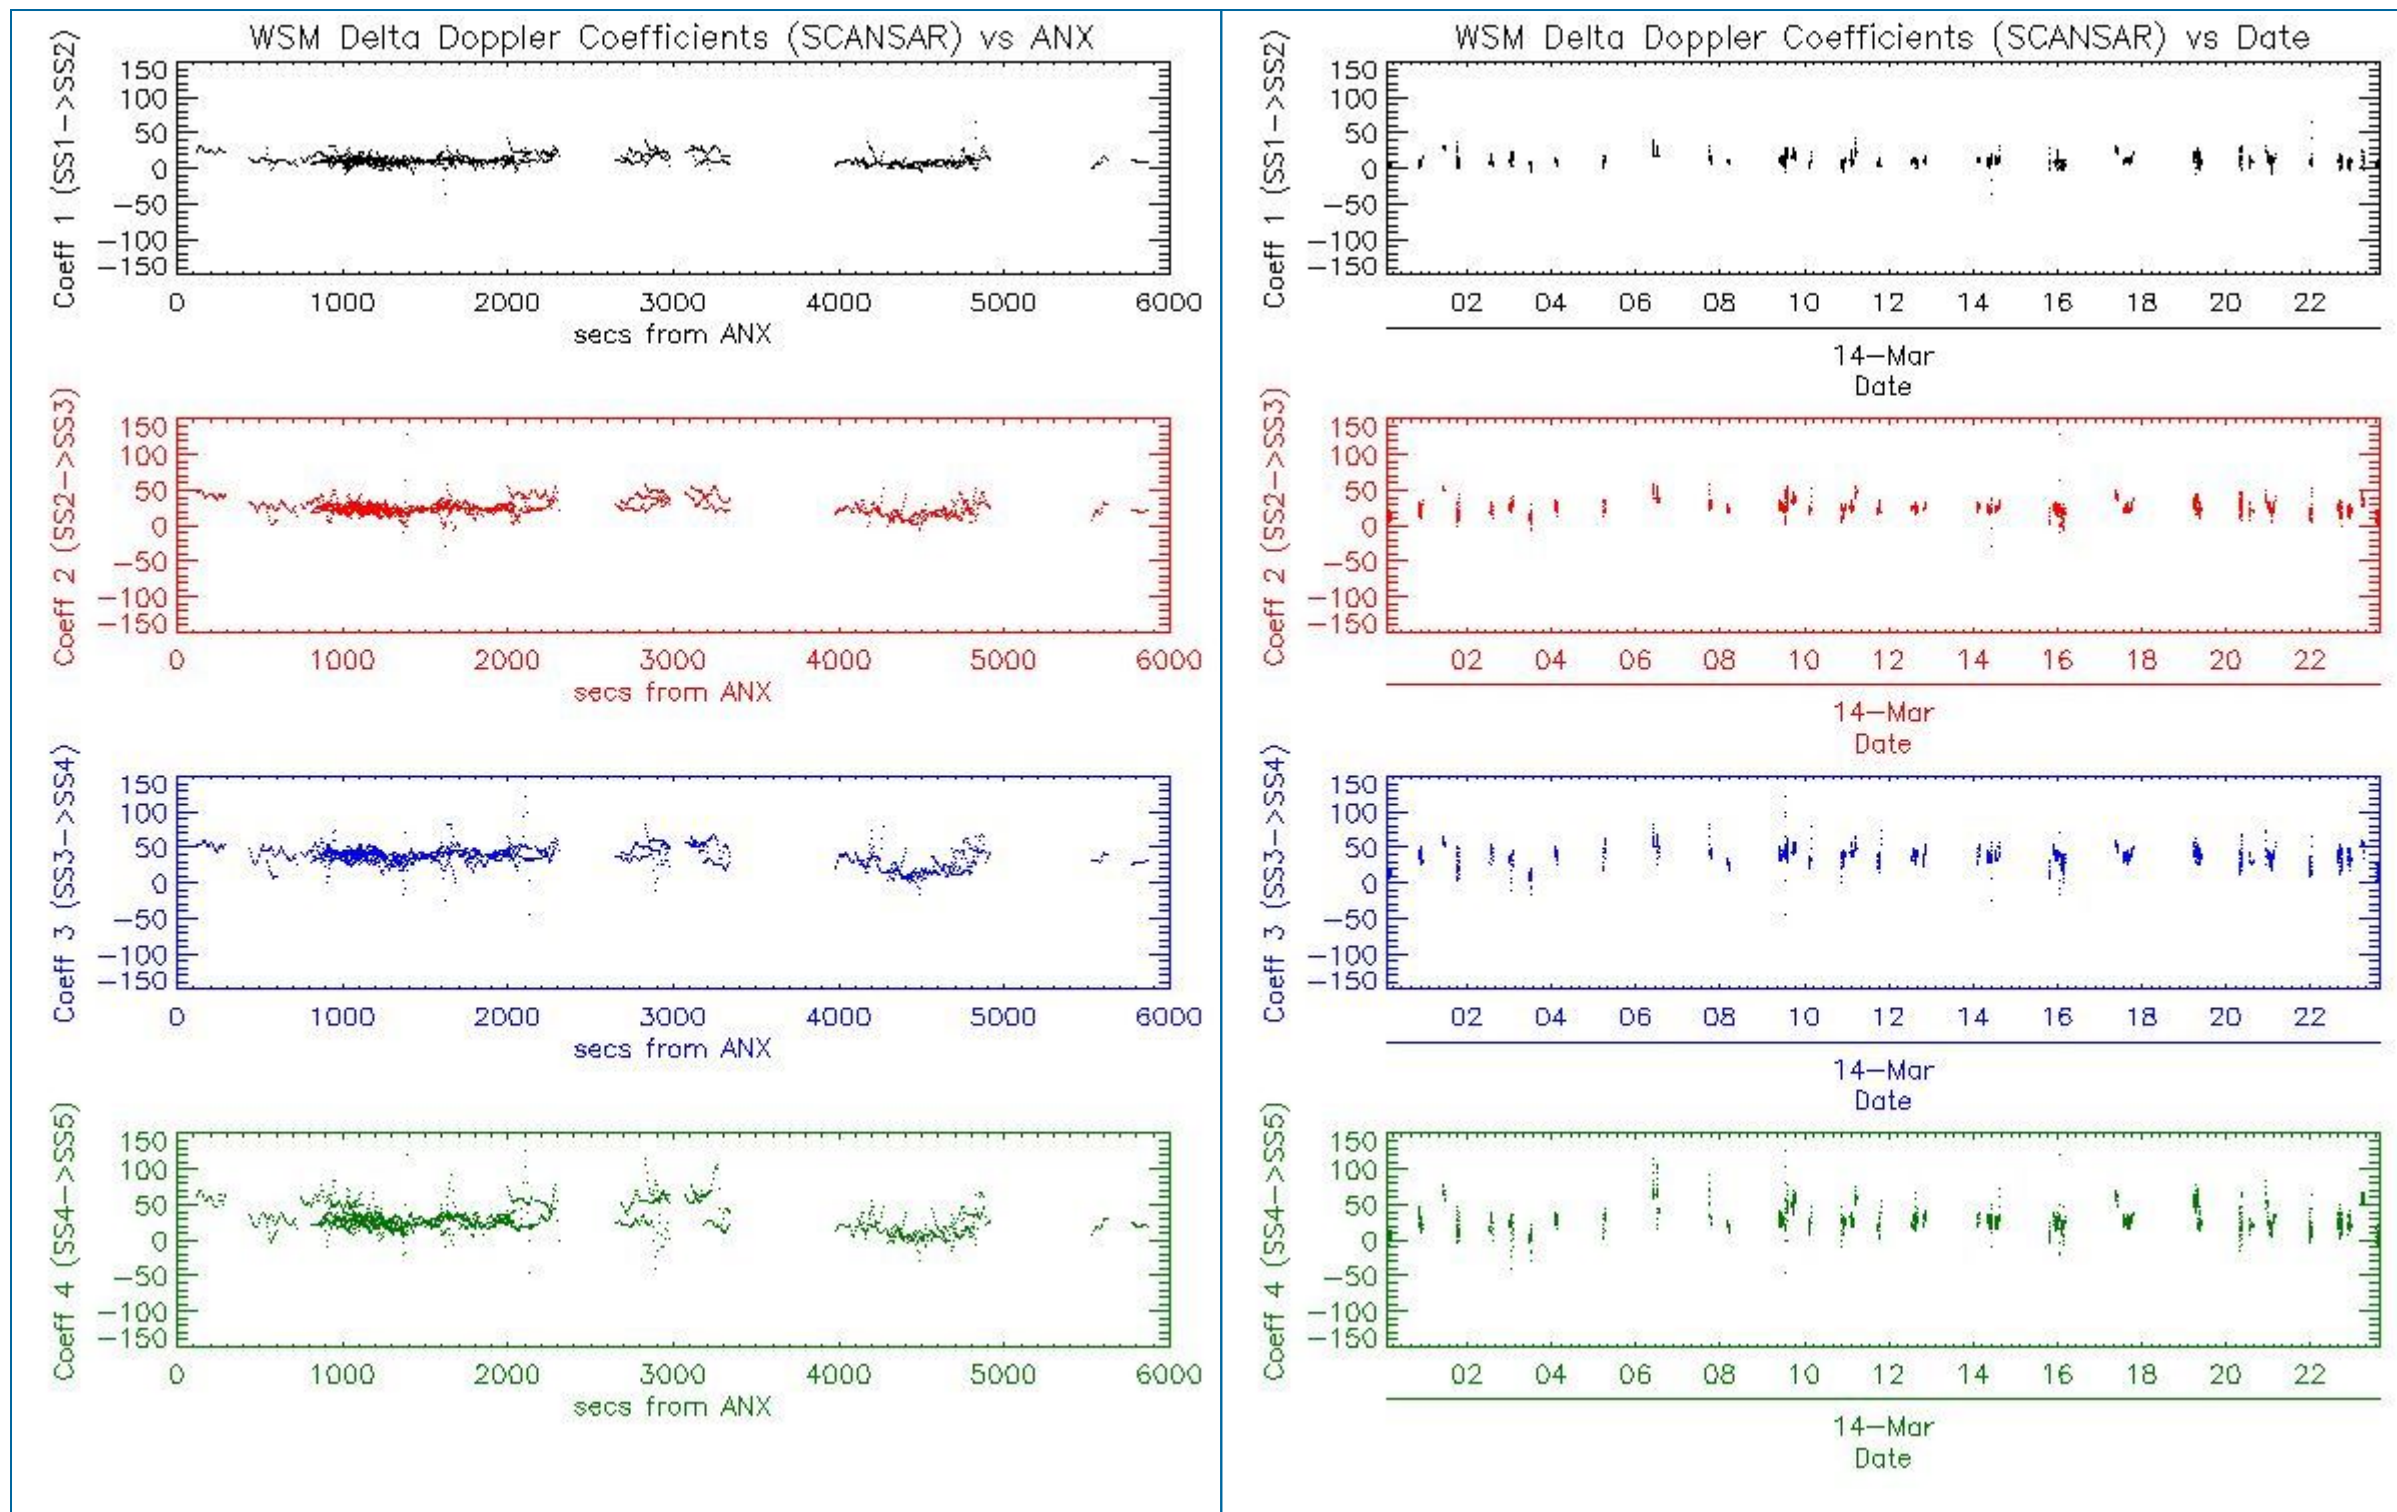 WSM Delta Doppler Coefficients (SCANSAR) vs ANX
Coeff 1 (SS1->SS2)
150
100
50
0
-50
-100
-150
0 1000 2000 3000 4000 5000 6000
secs from ANX
Coeff 2 (SS2->SS3)
150
100
50
0
-50
-100
-150
0 1000 2000 3000 4000 5000 6000
secs from ANX
Coeff 3 (SS3->SS4)
150
100
50
0
-50
-100
-150
0 1000 2000 3000 4000 5000 6000
secs from ANX
Coeff 4 (SS4->SS5)
150
100
50
0
-50
-100
-150
0 1000 2000 3000 4000 5000 6000
secs from ANX
WSM Delta Doppler Coefficients (SCANSAR) vs Date
Coeff 1 (SS1->SS2)
150
100
50
0
-50
-100
-150
02 04 06 08 10 12 14 16 18 20 22
14-Mar
Date
Coeff 2 (SS2->SS3)
150
100
50
0
-50
-100
-150
02 04 06 08 10 12 14 16 18 20 22
14-Mar
Date
Coeff 3 (SS3->SS4)
150
100
50
0
-50
-100
-150
02 04 06 08 10 12 14 16 18 20 22
14-Mar
Date
Coeff 4 (SS4->SS5)
150
100
50
0
-50
-100
-150
02 04 06 08 10 12 14 16 18 20 22
14-Mar
Date